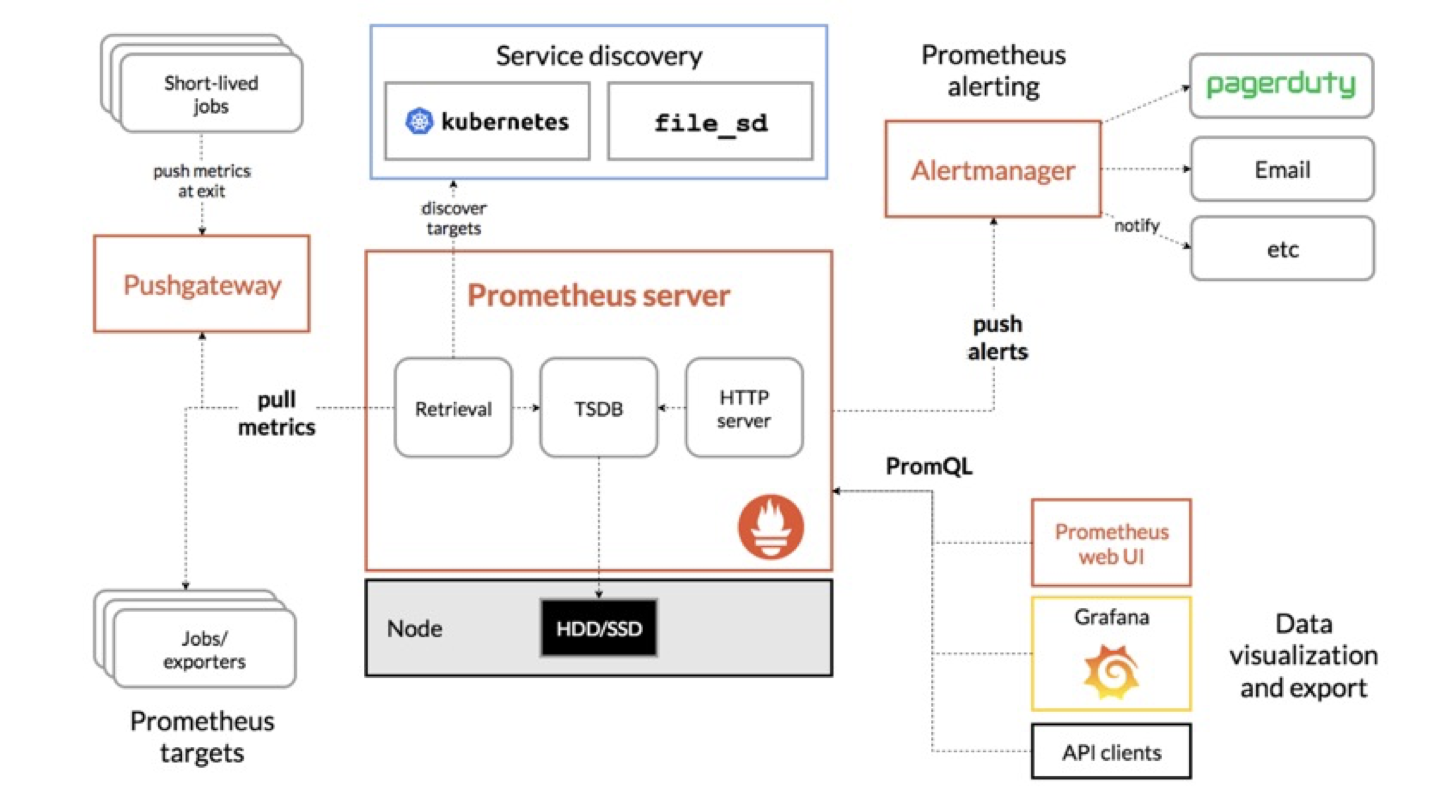 Short-lived
jobs
push metrics
at exit
Pushgateway
Service discovery
kubernetes
file_sd
discover
targets
Prometheus
alerting
Alertmanager
pagerduty
Email
notify
etc
Prometheus server
Retrieval
TSDB
HTTP
server
pull
metrics
push
alerts
PromQL
Node
HDD/SSD
Jobs/
exporters
Prometheus
targets
Prometheus
web UI
Grafana
API clients
Data
visualization
and export